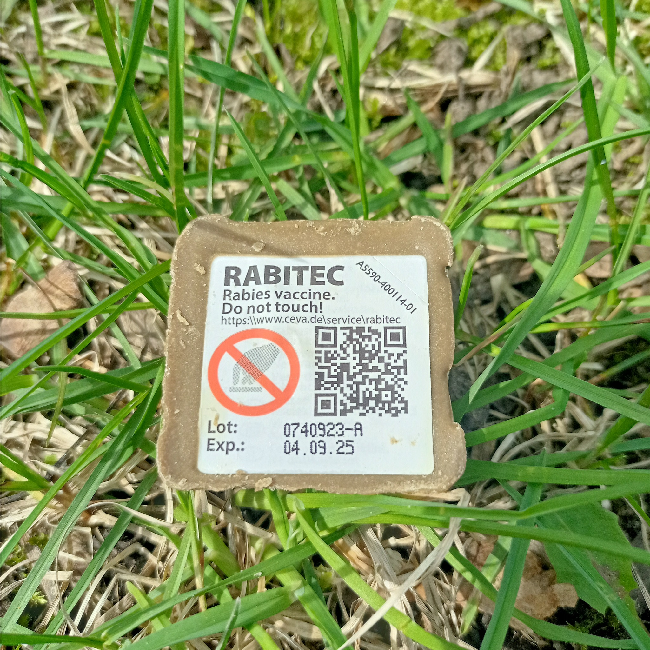 RABITEC
A5590-400114-01
Rabies vaccine.
Do not touch!
https:\\www.ceva.de\service\rabitec
Lot: 0740923-A
Exp.: 04.09.25